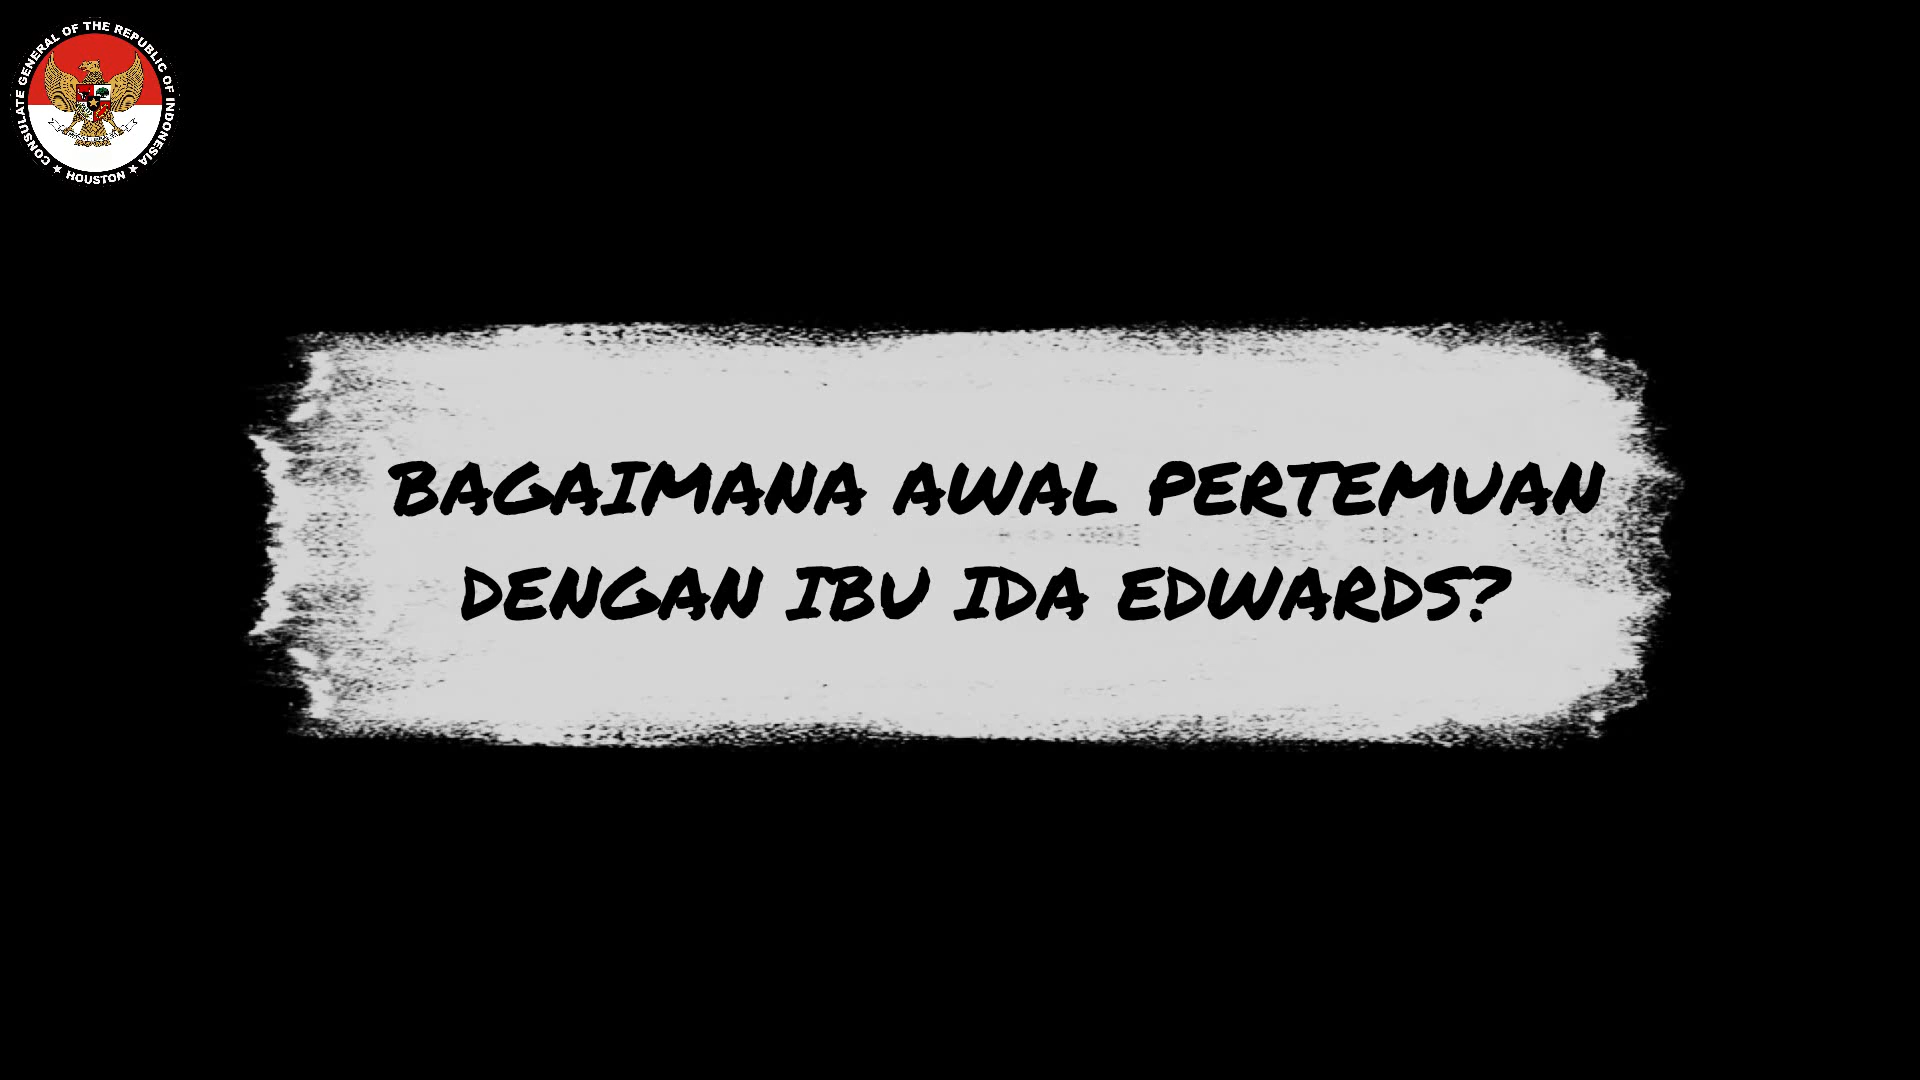 CONSULATE GENERAL OF THE REPUBLIC OF INDONESIA
★ HOUSTON ★
BAGAIMANA AWAL PERTEMUAN
DENGAN IBU IDA EDWARDS?